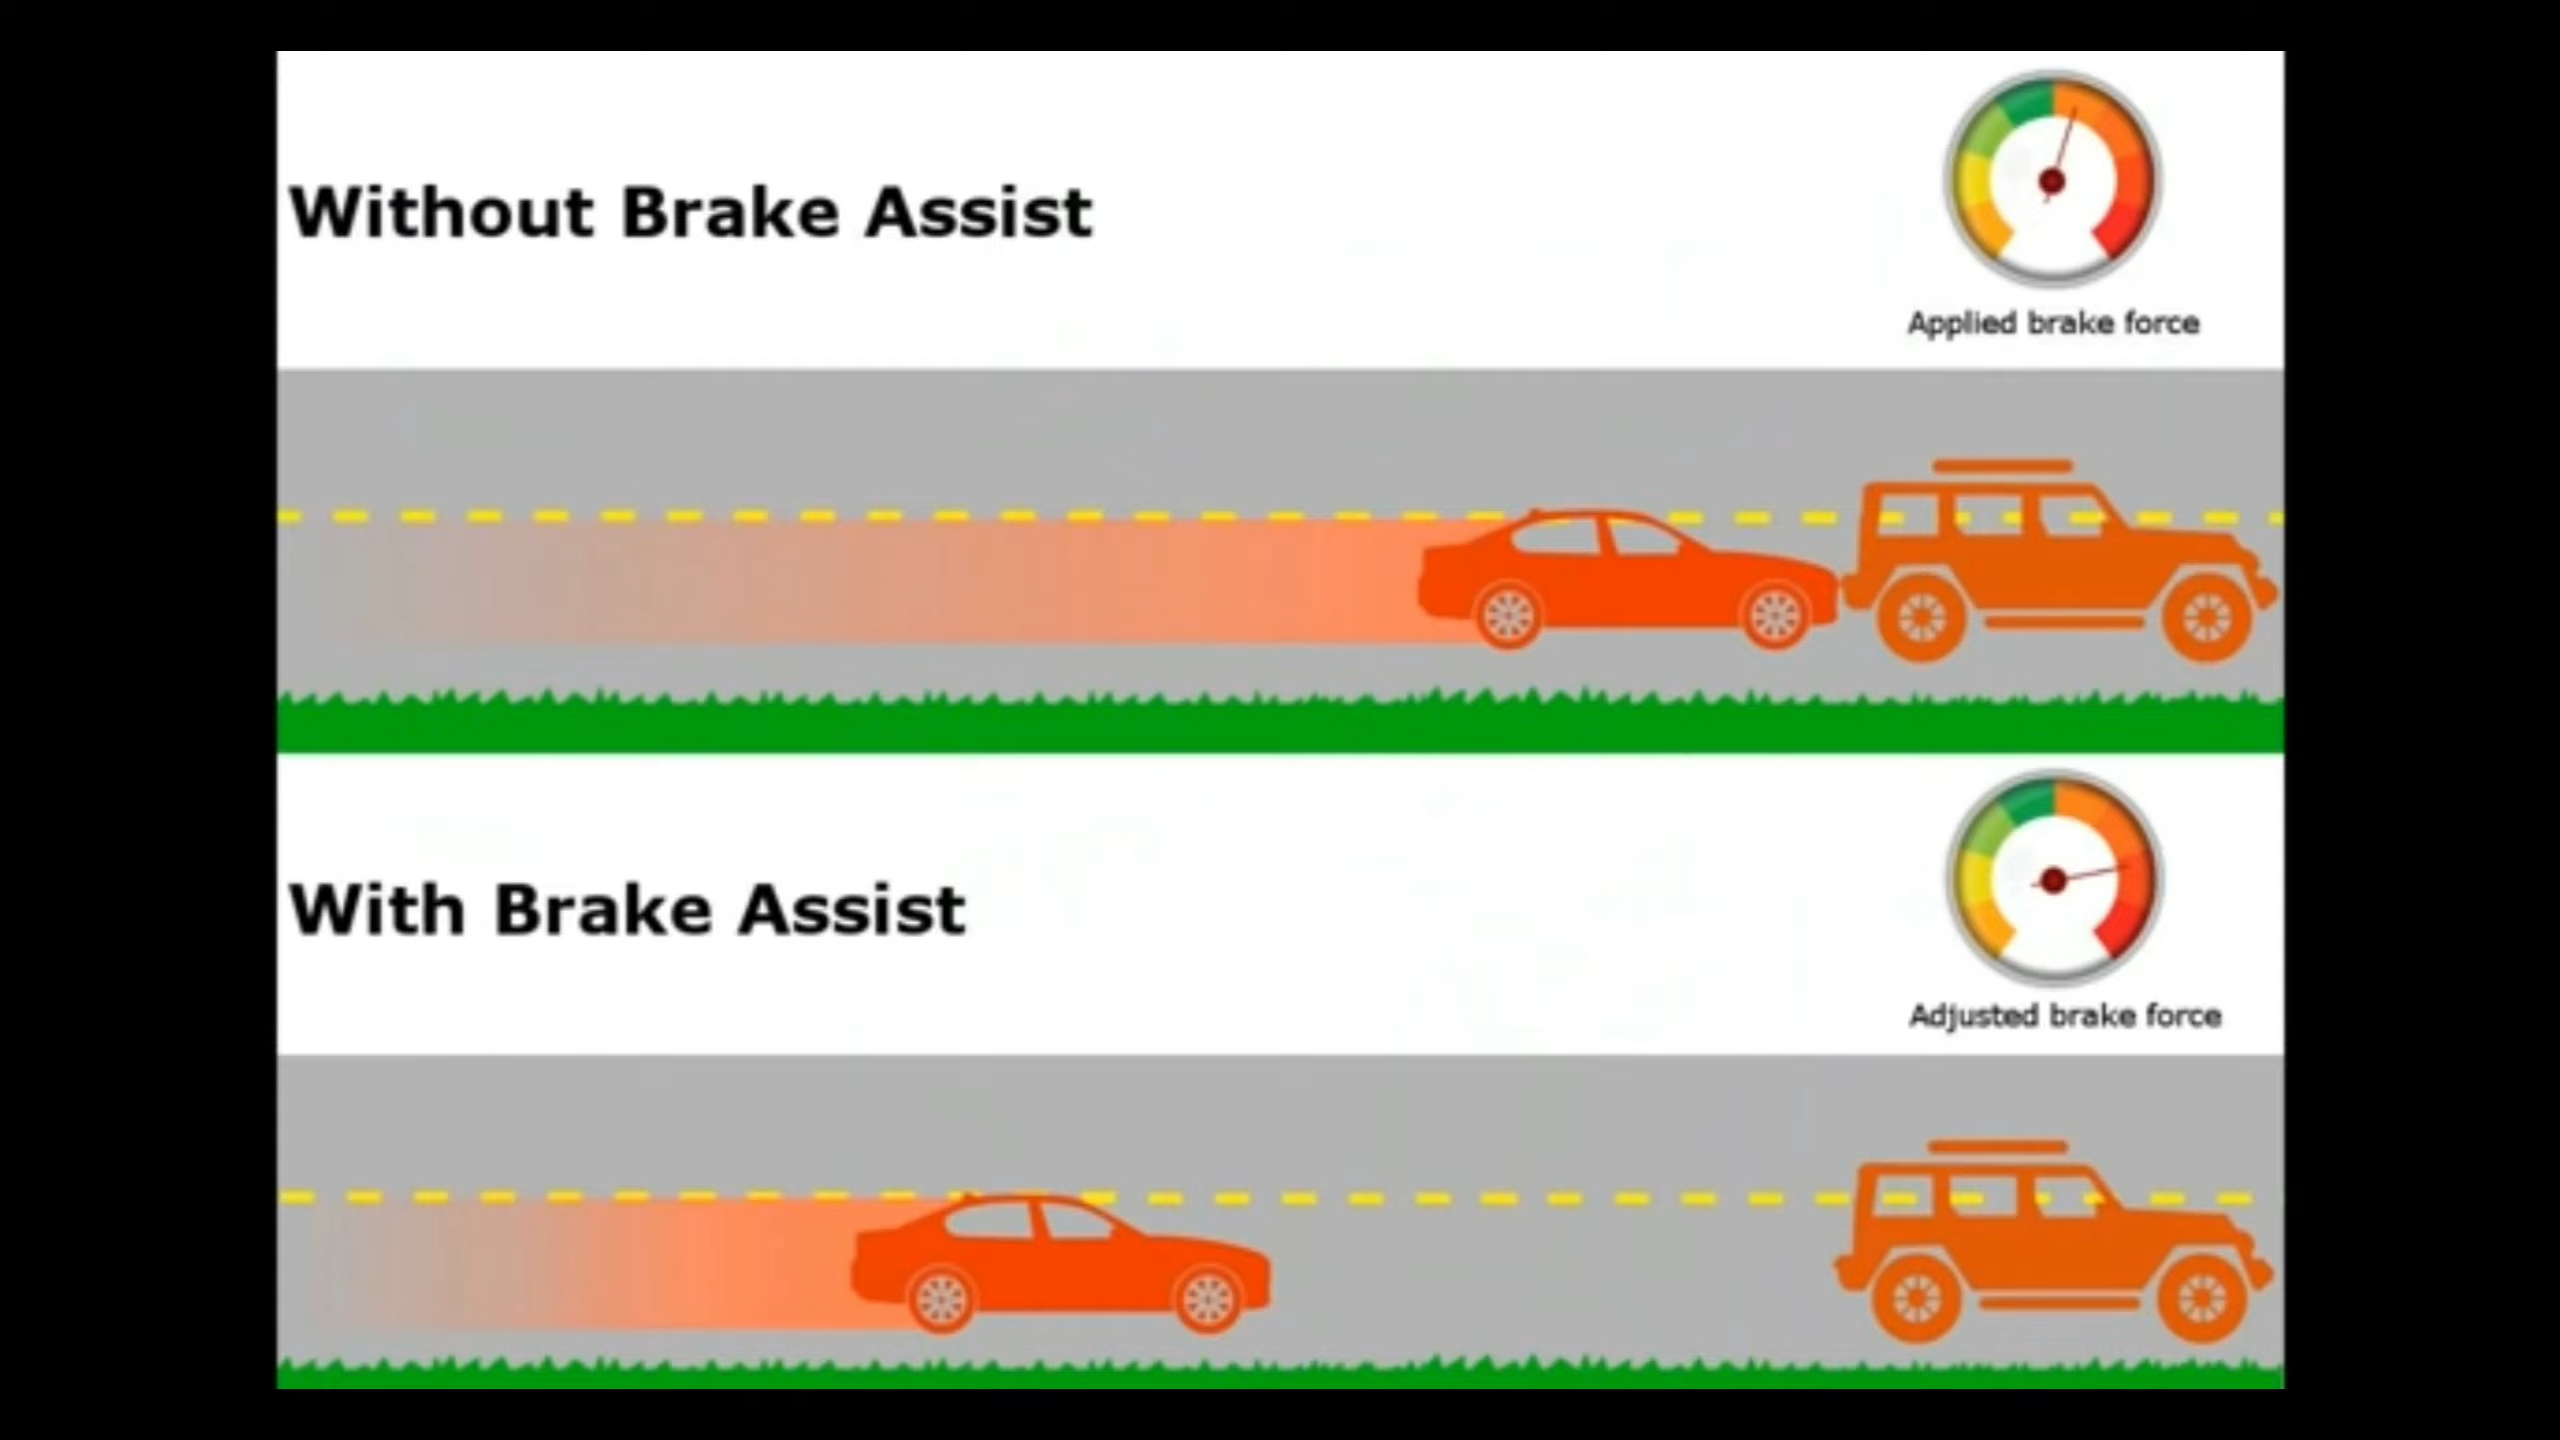 Without Brake Assist
Applied brake force
With Brake Assist
Adjusted brake force